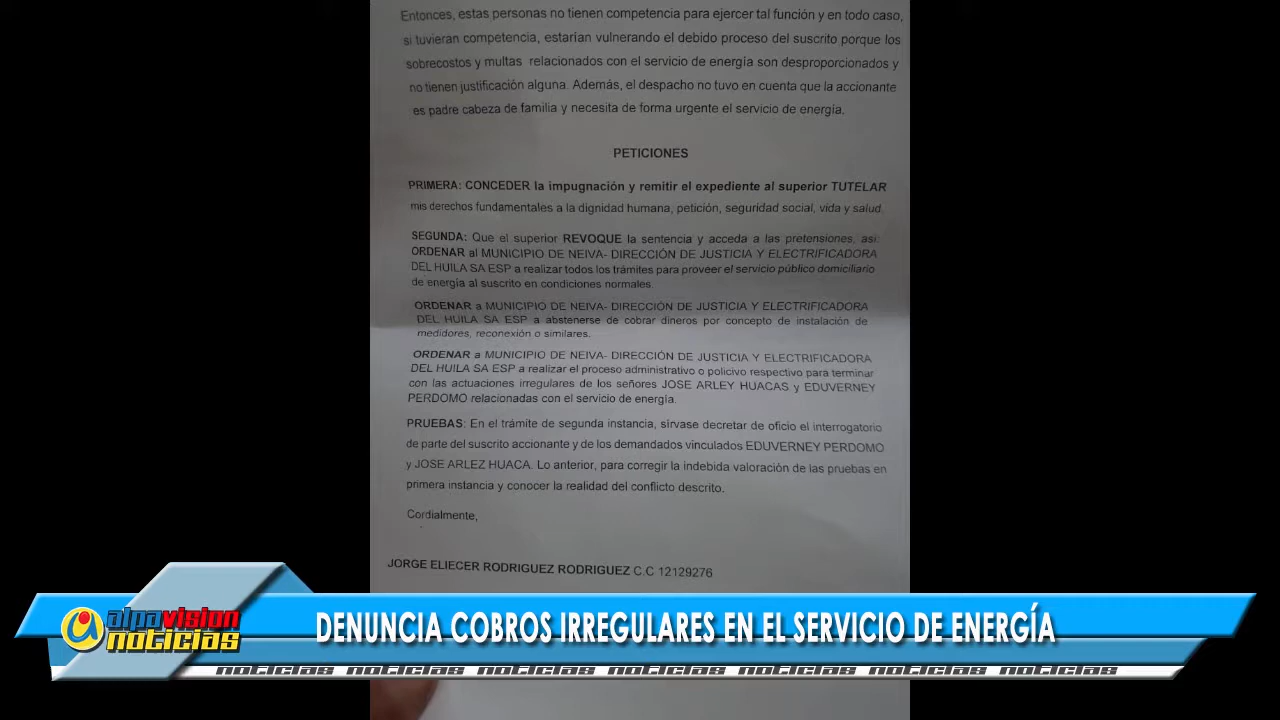 Entonces, estas personas no tienen competencia para ejercer tal función y en todo caso,
si tuvieran competencia, estarían vulnerando el debido proceso del suscrito porque los
sobrecostos y multas relacionados con el servicio de energía son desproporcionados y
no tienen justificación alguna. Además, el despacho no tuvo en cuenta que la accionante
es padre cabeza de familia y necesita de forma urgente el servicio de energía.
PETICIONES
PRIMERA: CONCEDER la impugnación y remitir el expediente al superior TUTELAR
mis derechos fundamentales a la dignidad humana, petición, seguridad social, vida y salud.
SEGUNDA: Que el superior REVOQUE la sentencia y acceda a las pretensiones, así:
ORDENAR al MUNICIPIO DE NEIVA- DIRECCIÓN DE JUSTICIA Y ELECTRIFICADORA
DEL HUILA SA ESP a realizar todos los trámites para proveer el servicio público domiciliario
de energía al suscrito en condiciones normales.
ORDENAR a MUNICIPIO DE NEIVA- DIRECCIÓN DE JUSTICIA Y ELECTRIFICADORA
DEL HUILA SA ESP a abstenerse de cobrar dineros por concepto de instalación de
medidores, reconexión o similares.
ORDENAR a MUNICIPIO DE NEIVA- DIRECCIÓN DE JUSTICIA Y ELECTRIFICADORA
DEL HUILA SA ESP a realizar el proceso administrativo o policivo respectivo para terminar
con las actuaciones irregulares de los señores JOSE ARLEY HUACAS y EDUVERNEY
PERDOMO relacionadas con el servicio de energía.
PRUEBAS: En el trámite de segunda instancia, sírvase decretar de oficio el interrogatorio
de parte del suscrito accionante y de los demandados vinculados EDUVERNEY PERDOMO
y JOSE ARLEZ HUACA. Lo anterior, para corregir la indebida valoración de las pruebas en
primera instancia y conocer la realidad del conflicto descrito.
Cordialmente,
JORGE ELIECER RODRIGUEZ RODRIGUEZ C.C 12129276
alpavision
noticias
DENUNCIA COBROS IRREGULARES EN EL SERVICIO DE ENERGÍA
noticias noticias noticias noticias noticias noticias noticias